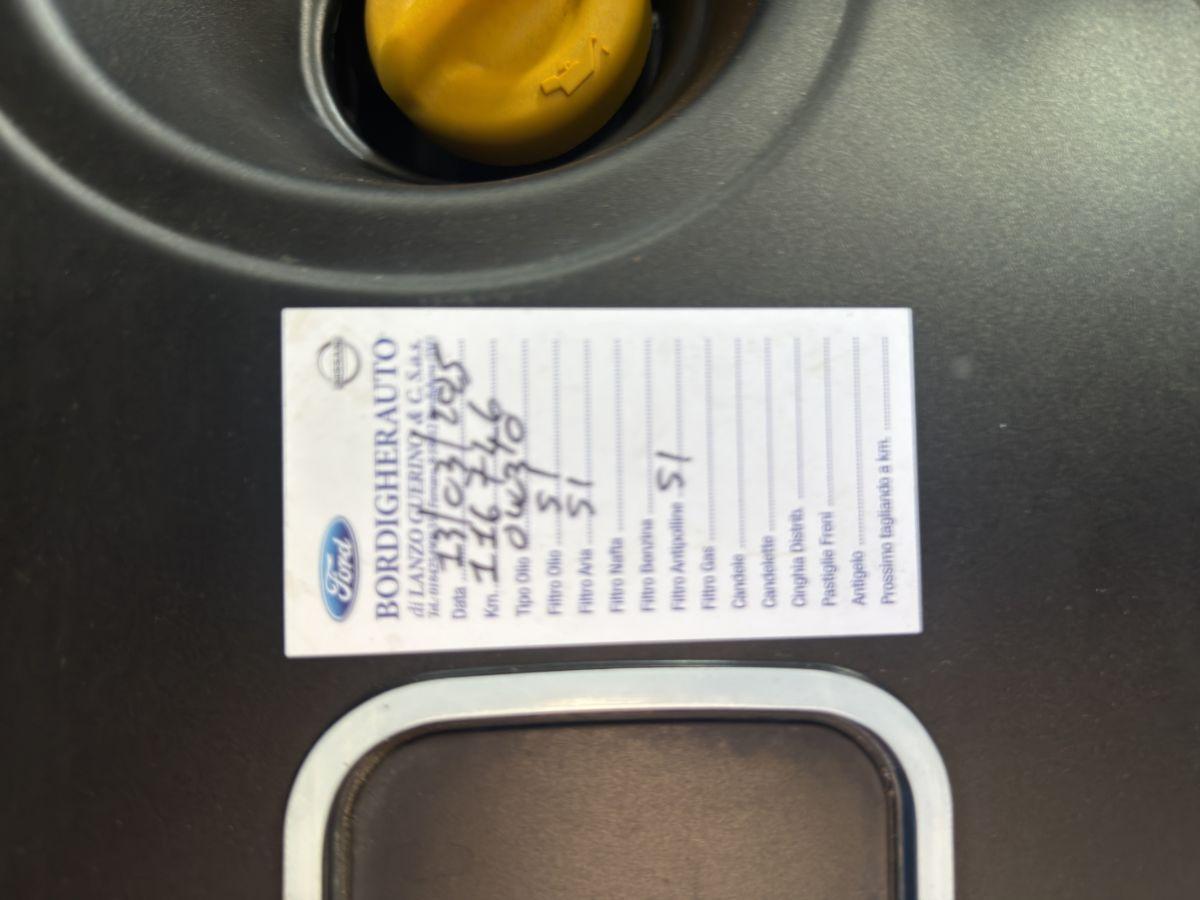 Ford
NISSAN
BORDIGHERAUTO
di LANZO GUERINO & C. S.a.s.
Data 13/03/2025
Km. 116746
Tipo Olio 0W30
Filtro Olio SI
Filtro Aria SI
Filtro Nafta
Filtro Benzina
Filtro Antipolline SI
Filtro Gas
Candele
Candelette
Cinghia Distrib.
Pastiglie Freni
Antigelo
Prossimo tagliando a km.